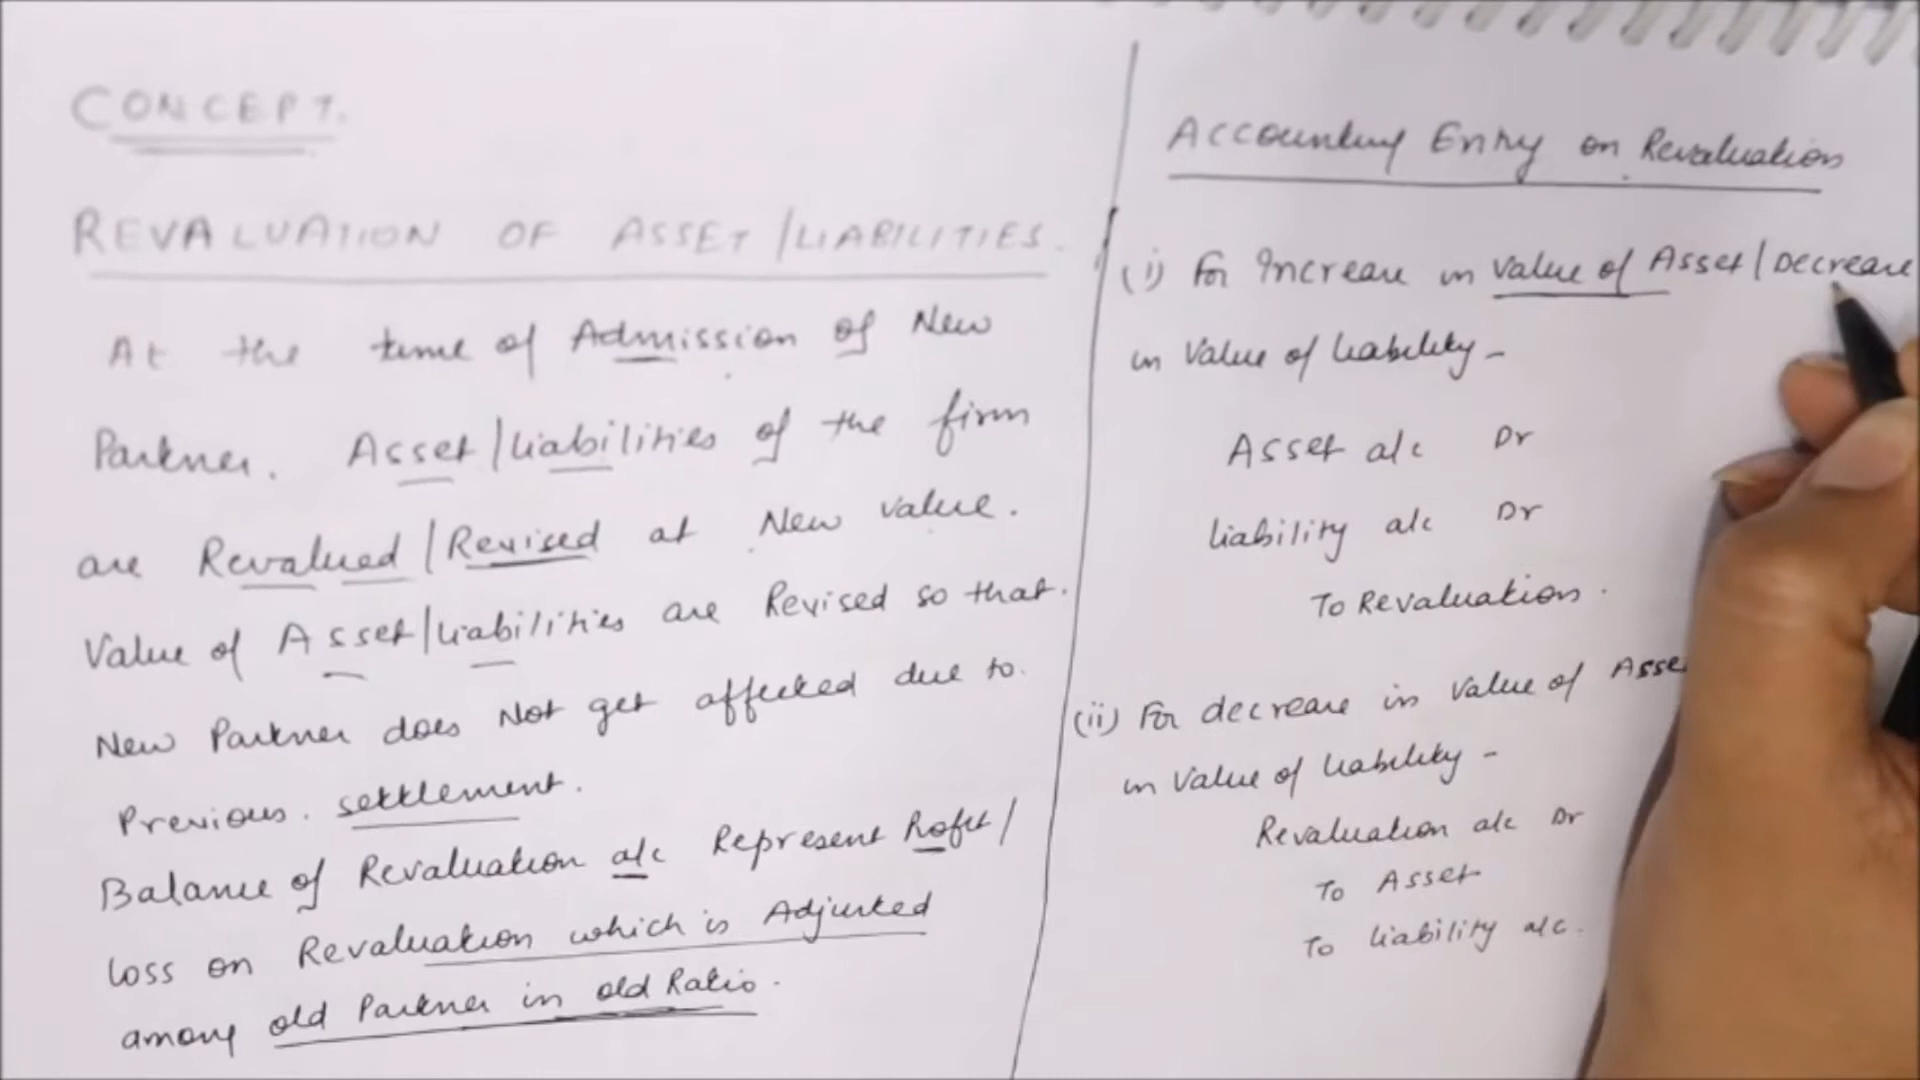 CONCEPT.
REVALUATION OF ASSET/LIABILITIES.
At the time of Admission of New
Partner. Asset/liabilities of the firm
are Revalued/Revised at New value.
Value of Asset/liabilities are Revised so that.
New Partner does Not get affected due to.
Previous. settlement.
Balance of Revaluation a/c Represent Profit/
loss on Revaluation which is Adjusted
among old Partner in old Ratio.
Accounting Entry on Revaluation
(i) For Increase in value of Asset/Decrease
in Value of liability -
Asset a/c Dr
liability a/c Dr
To Revaluation.
(ii) For decrease in Value of
in Value of liability -
Revaluation a/c Dr
To Asset
To liability a/c.